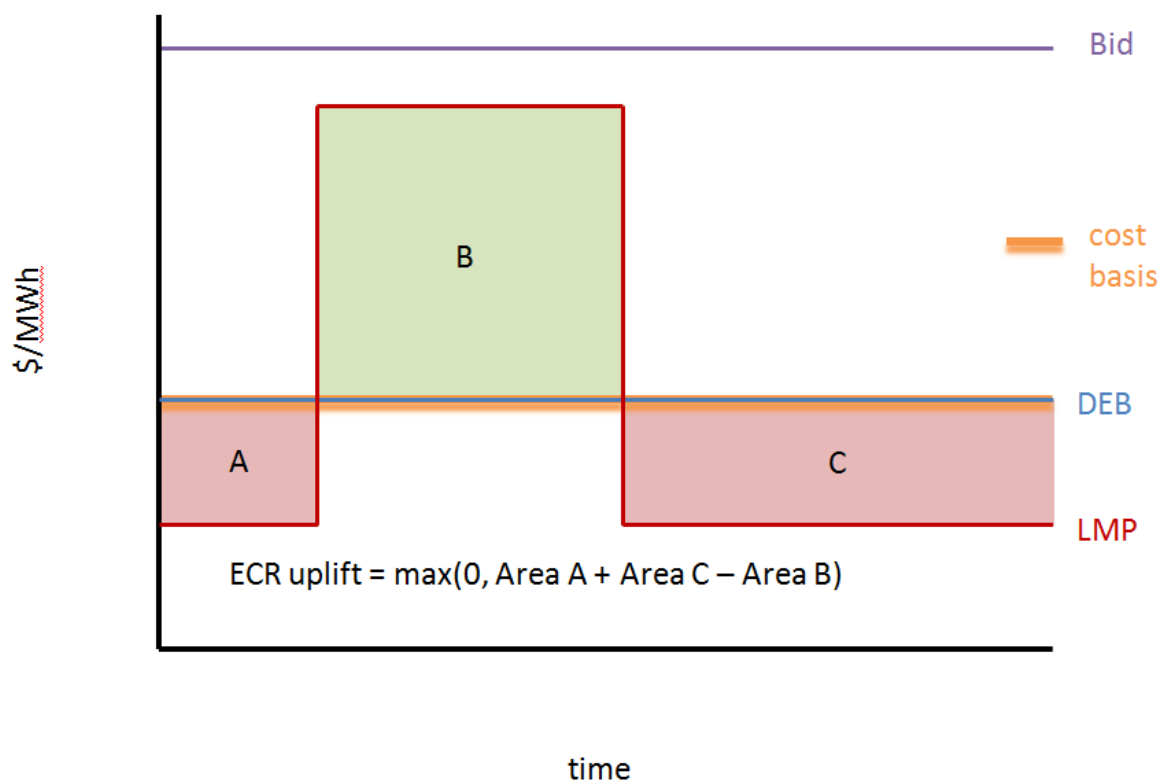 Bid
$/MWh
B
cost
basis
DEB
A
C
LMP
ECR uplift = max(0, Area A + Area C – Area B)
time